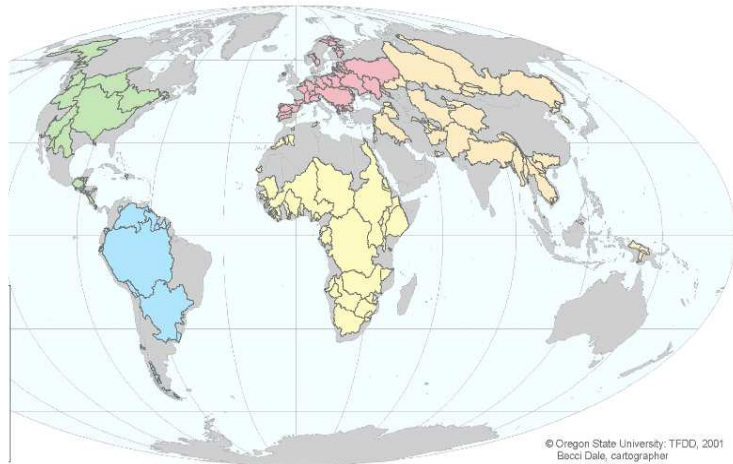 © Oregon State University: TFDD, 2001
Becci Dale, cartographer